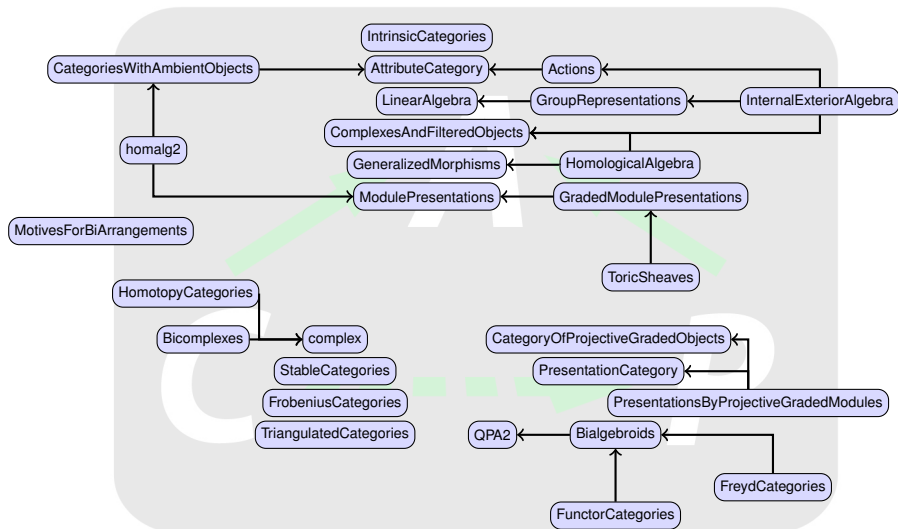 IntrinsicCategories
CategoriesWithAmbientObjects
AttributeCategory
Actions
LinearAlgebra
GroupRepresentations
InternalExteriorAlgebra
ComplexesAndFilteredObjects
homalg2
GeneralizedMorphisms
HomologicalAlgebra
ModulePresentations
GradedModulePresentations
MotivesForBiArrangements
ToricSheaves
HomotopyCategories
Bicomplexes
complex
CategoryOfProjectiveGradedObjects
StableCategories
PresentationCategory
FrobeniusCategories
PresentationsByProjectiveGradedModules
TriangulatedCategories
QPA2
Bialgebroids
FreydCategories
FunctorCategories
C A P